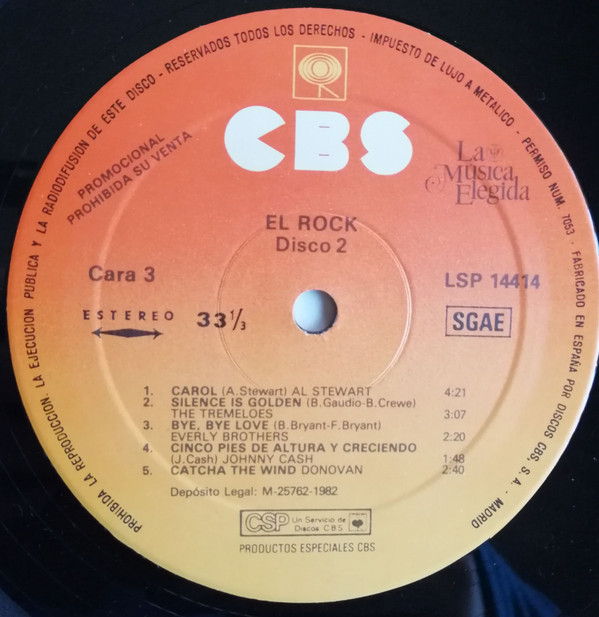 PROHIBIDA LA REPRODUCCION, LA EJECUCION PUBLICA Y LA RADIODIFUSION DE ESTE DISCO - RESERVADOS TODOS LOS DERECHOS - IMPUESTO DE LUJO A METALICO - PERMISO NUM. 7053 - FABRICADO EN ESPAÑA POR DISCOS CBS, S. A. - MADRID
CBS
PROMOCIONAL
PROHIBIDA SU VENTA
La
Música
Elegida
EL ROCK
Disco 2
Cara 3
LSP 14414
ESTEREO
33 1/3
SGAE
1. CAROL (A. Stewart) AL STEWART 4:21
2. SILENCE IS GOLDEN (B. Gaudio-B. Crewe)
THE TREMELOES 3:07
3. BYE, BYE LOVE (B. Bryant-F. Bryant)
EVERLY BROTHERS 2:20
4. CINCO PIES DE ALTURA Y CRECIENDO
(J. Cash) JOHNNY CASH 1:48
5. CATCHA THE WIND DONOVAN 2:40
Depósito Legal: M-25762-1982
CSP Un Servicio de
Discos CBS
PRODUCTOS ESPECIALES CBS